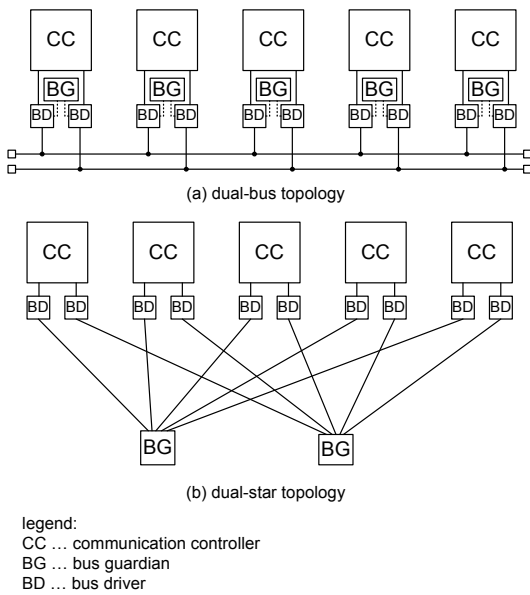 CC CC CC CC CC
BG BG BG BG BG
BD BD BD BD BD BD BD BD BD BD
(a) dual-bus topology
CC CC CC CC CC
BD BD BD BD BD BD BD BD BD BD
BG BG
(b) dual-star topology
legend:
CC … communication controller
BG … bus guardian
BD … bus driver